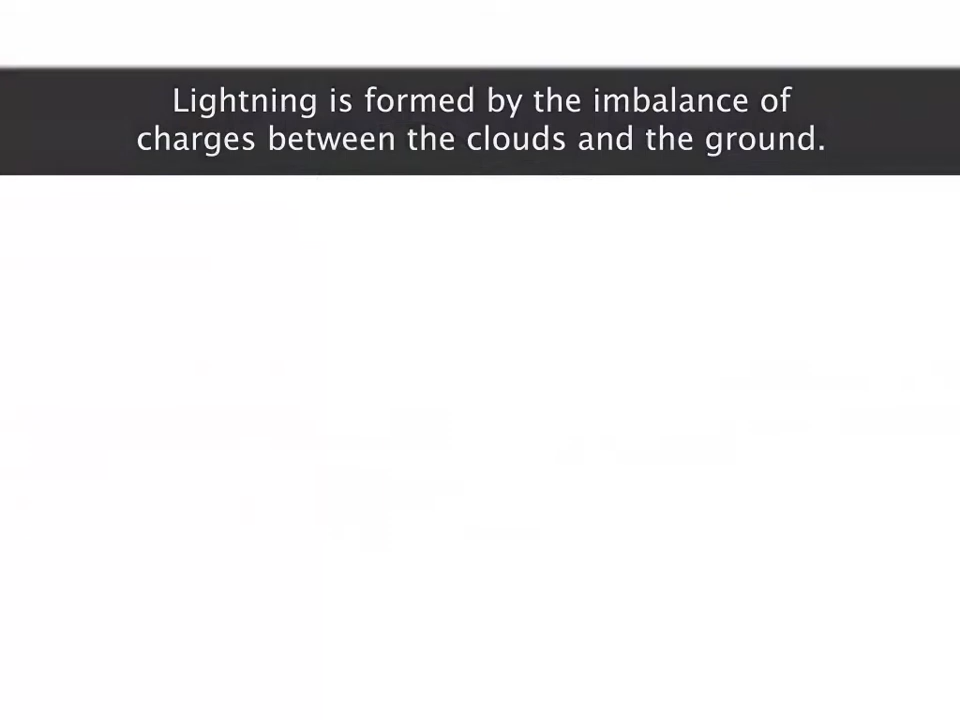 Lightning is formed by the imbalance of
charges between the clouds and the ground.